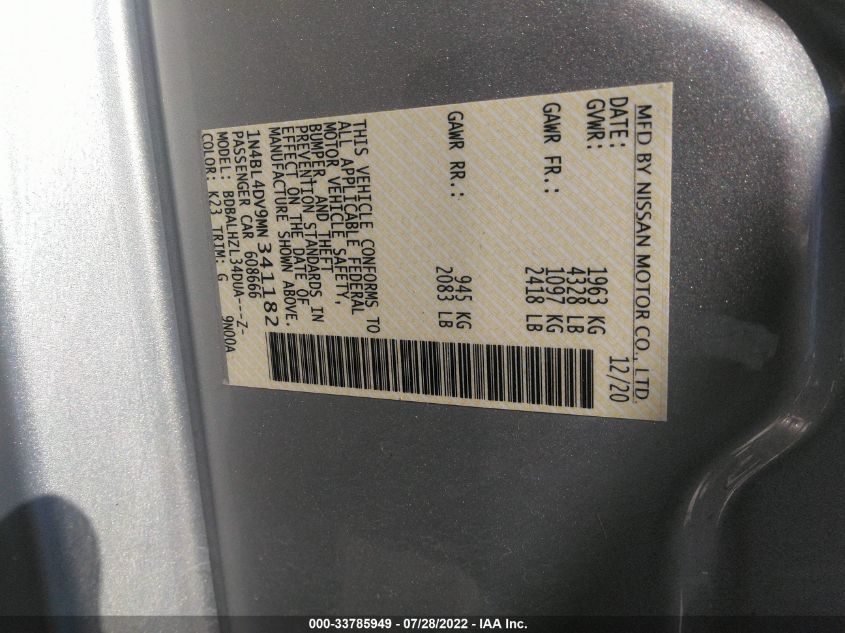 MFD BY NISSAN MOTOR CO., LTD.
DATE: 12/20
GVWR: 1963 KG
4328 LB
GAWR FR.: 1097 KG
2418 LB
GAWR RR.: 945 KG
2083 LB
THIS VEHICLE CONFORMS TO
ALL APPLICABLE FEDERAL
MOTOR VEHICLE SAFETY,
BUMPER, AND THEFT
PREVENTION STANDARDS IN
EFFECT ON THE DATE OF
MANUFACTURE SHOWN ABOVE.
1N4BL4DV9MN341182
PASSENGER CAR 608666
MODEL: BDBALHZL34DUA---Z-
COLOR: K23 TRIM: G 9N00A
000-33785949 - 07/28/2022 - IAA Inc.